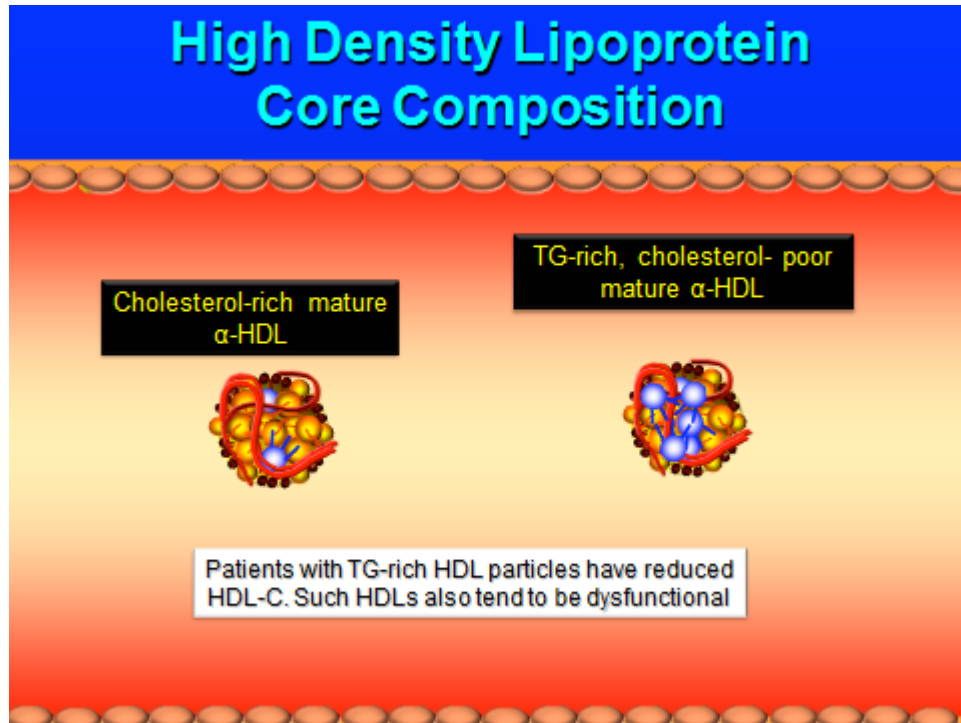 High Density Lipoprotein
Core Composition
Cholesterol-rich mature
α-HDL
TG-rich, cholesterol- poor
mature α-HDL
Patients with TG-rich HDL particles have reduced
HDL-C. Such HDLs also tend to be dysfunctional